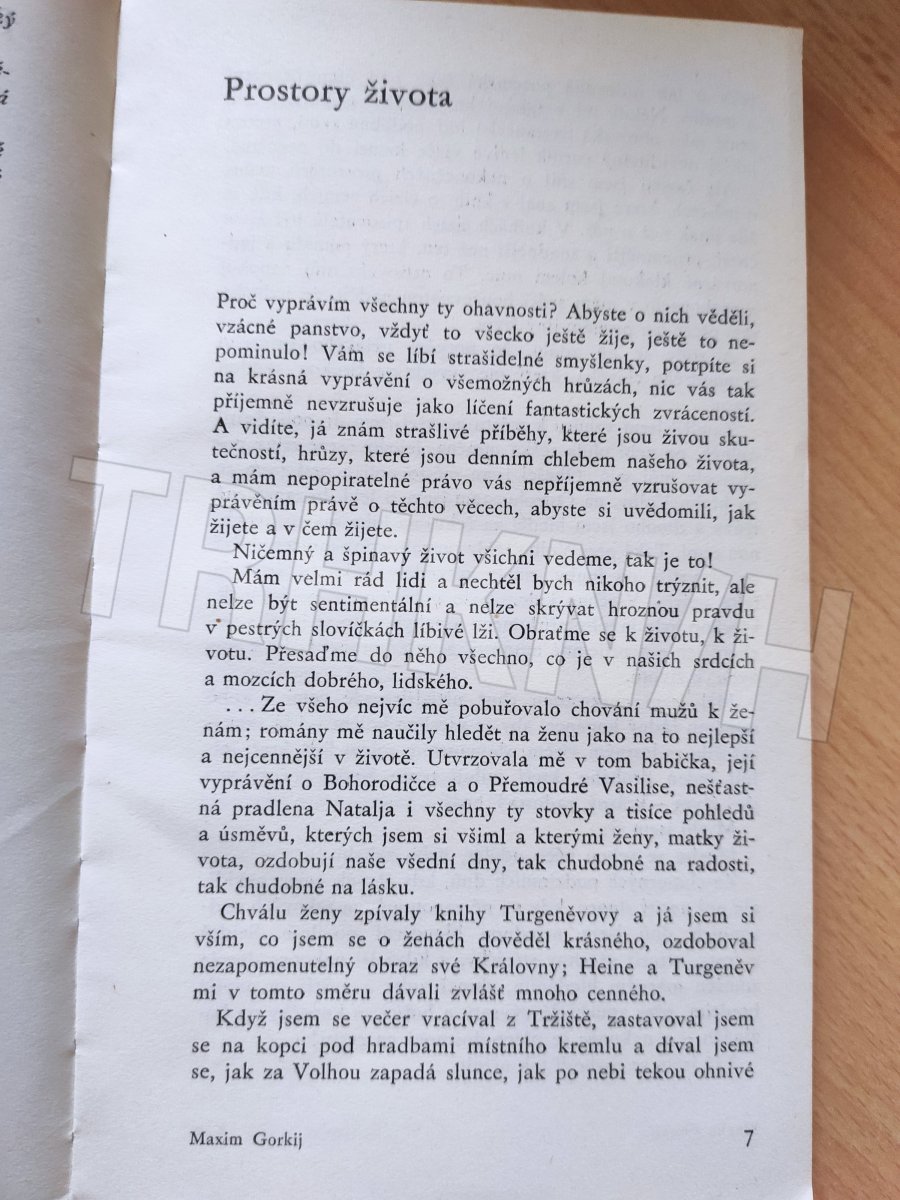 Prostory života
Proč vyprávím všechny ty ohavnosti? Abyste o nich věděli,
vzácné panstvo, vždyť to všecko ještě žije, ještě to ne-
pominulo! Vám se líbí strašidelné smyšlenky, potrpíte si
na krásná vyprávění o všemožných hrůzách, nic vás tak
příjemně nevzrušuje jako líčení fantastických zvráceností.
A vidíte, já znám strašlivé příběhy, které jsou živou sku-
tečností, hrůzy, které jsou denním chlebem našeho života,
a mám nepopiratelné právo vás nepříjemně vzrušovat vy-
právěním právě o těchto věcech, abyste si uvědomili, jak
žijete a v čem žijete.
Ničemný a špinavý život všichni vedeme, tak je to!
Mám velmi rád lidi a nechtěl bych nikoho trýznit, ale
nelze být sentimentální a nelze skrývat hroznou pravdu
v pestrých slovíčkách líbivé lži. Obraťme se k životu, k ži-
votu. Přesaďme do něho všechno, co je v našich srdcích
a mozcích dobrého, lidského.
...Ze všeho nejvíc mě pobuřovalo chování mužů k že-
nám; romány mě naučily hledět na ženu jako na to nejlepší
a nejcennější v životě. Utvrzovala mě v tom babička, její
vyprávění o Bohorodičce a o Přemoudré Vasilise, nešťast-
ná pradlena Natalja i všechny ty stovky a tisíce pohledů
a úsměvů, kterých jsem si všiml a kterými ženy, matky ži-
vota, ozdobují naše všední dny, tak chudobné na radosti,
tak chudobné na lásku.
Chválu ženy zpívaly knihy Turgeněvovy a já jsem si
vším, co jsem se o ženách dověděl krásného, ozdoboval
nezapomenutelný obraz své Královny; Heine a Turgeněv
mi v tomto směru dávali zvlášť mnoho cenného.
Když jsem se večer vracíval z Tržiště, zastavoval jsem
se na kopci pod hradbami místního kremlu a díval jsem
se, jak za Volhou zapadá slunce, jak po nebi tekou ohnivé
Maxim Gorkij 7
TRHKNIH